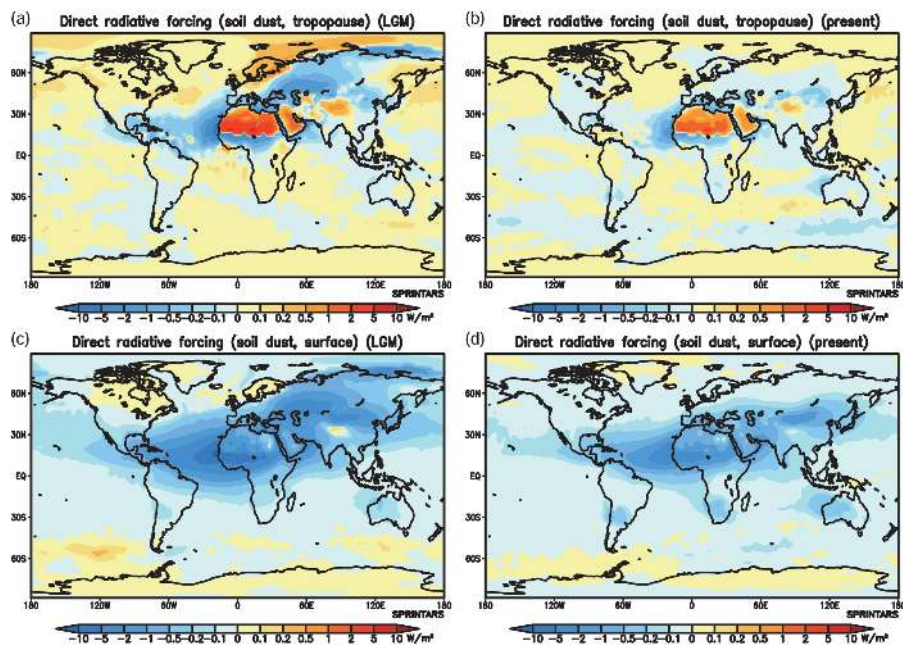 (a) Direct radiative forcing (soil dust, tropopause) (LGM)
60N
30N
EQ
30S
60S
180 120W 60W 0 60E 120E 180
SPRINTARS
-10 -5 -2 -1 -0.5 -0.2 -0.1 0 0.1 0.2 0.5 1 2 5 10 W/m²
(b) Direct radiative forcing (soil dust, tropopause) (present)
60N
30N
EQ
30S
60S
180 120W 60W 0 60E 120E 180
SPRINTARS
-10 -5 -2 -1 -0.5 -0.2 -0.1 0 0.1 0.2 0.5 1 2 5 10 W/m²
(c) Direct radiative forcing (soil dust, surface) (LGM)
60N
30N
EQ
30S
60S
180 120W 60W 0 60E 120E 180
SPRINTARS
-10 -5 -2 -1 -0.5 -0.2 -0.1 0 0.1 0.2 0.5 1 2 5 10 W/m²
(d) Direct radiative forcing (soil dust, surface) (present)
60N
30N
EQ
30S
60S
180 120W 60W 0 60E 120E 180
SPRINTARS
-10 -5 -2 -1 -0.5 -0.2 -0.1 0 0.1 0.2 0.5 1 2 5 10 W/m²